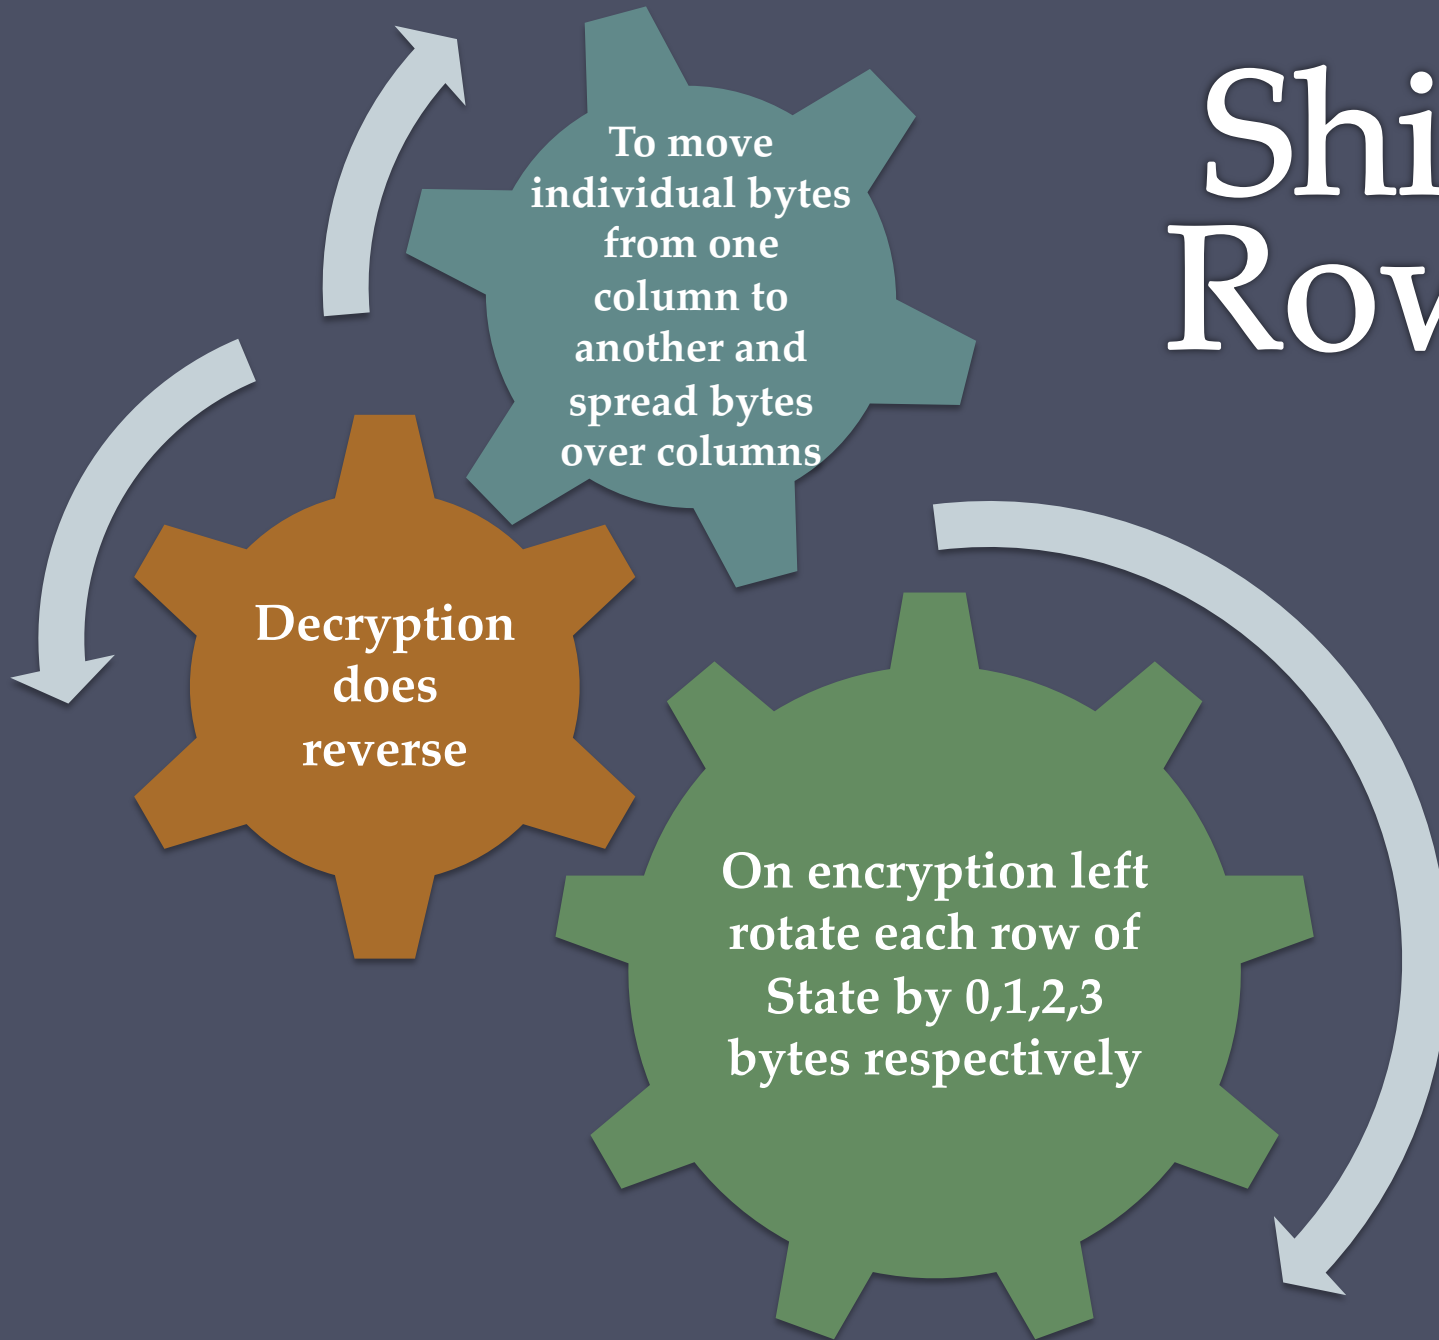 To move
individual bytes
from one
column to
another and
spread bytes
over columns
Decryption
does
reverse
On encryption left
rotate each row of
State by 0,1,2,3
bytes respectively